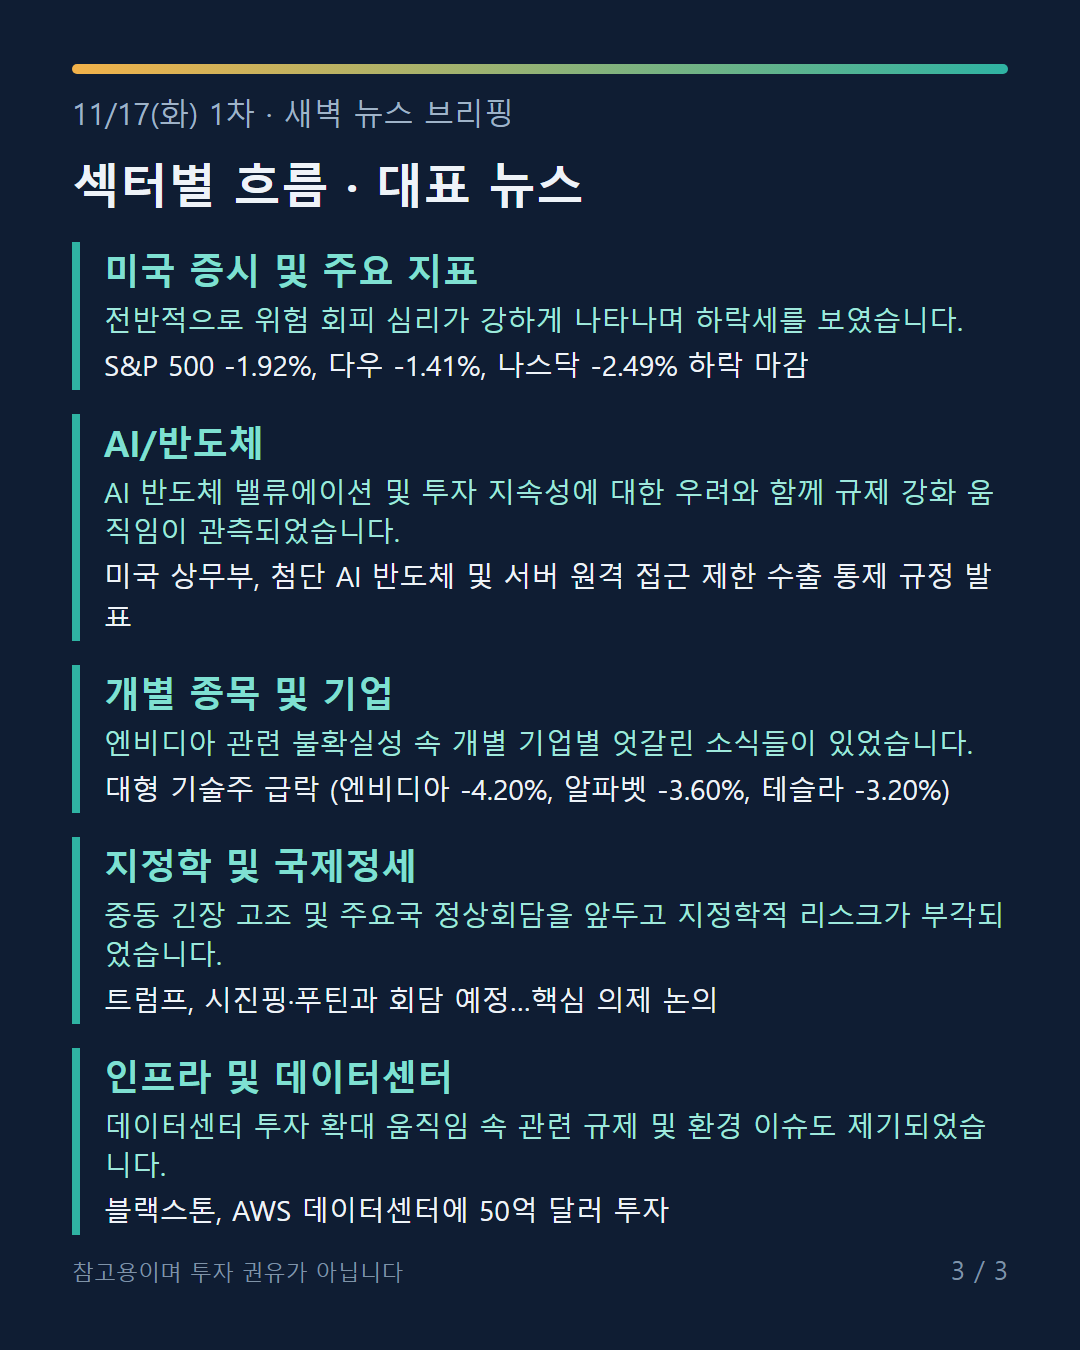 11/17(화) 1차 · 새벽 뉴스 브리핑
섹터별 흐름 · 대표 뉴스
미국 증시 및 주요 지표
전반적으로 위험 회피 심리가 강하게 나타나며 하락세를 보였습니다.
S&P 500 -1.92%, 다우 -1.41%, 나스닥 -2.49% 하락 마감
AI/반도체
AI 반도체 밸류에이션 및 투자 지속성에 대한 우려와 함께 규제 강화 움
직임이 관측되었습니다.
미국 상무부, 첨단 AI 반도체 및 서버 원격 접근 제한 수출 통제 규정 발
표
개별 종목 및 기업
엔비디아 관련 불확실성 속 개별 기업별 엇갈린 소식들이 있었습니다.
대형 기술주 급락 (엔비디아 -4.20%, 알파벳 -3.60%, 테슬라 -3.20%)
지정학 및 국제정세
중동 긴장 고조 및 주요국 정상회담을 앞두고 지정학적 리스크가 부각되
었습니다.
트럼프, 시진핑·푸틴과 회담 예정...핵심 의제 논의
인프라 및 데이터센터
데이터센터 투자 확대 움직임 속 관련 규제 및 환경 이슈도 제기되었습
니다.
블랙스톤, AWS 데이터센터에 50억 달러 투자
참고용이며 투자 권유가 아닙니다
3 / 3